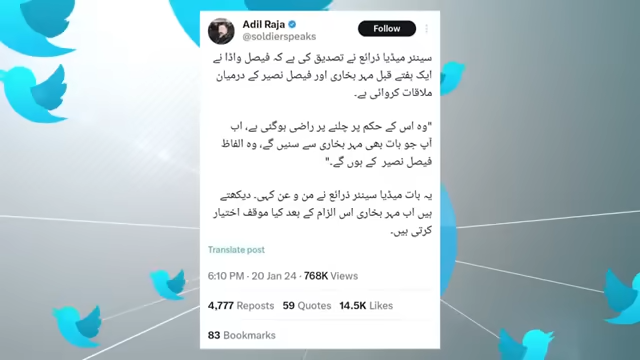 Adil Raja
@soldierspeaks
Follow
سینئر میڈیا ذرائع نے تصدیق کی ہے کہ فیصل واڈا نے
ایک ہفتے قبل مہر بخاری اور فیصل نصیر کے درمیان
ملاقات کروائی ہے۔
"وہ اس کے حکم پر چلنے پر راضی ہوگئی ہے، اب
آپ جو بات بھی مہر بخاری سے سنیں گے، وہ الفاظ
فیصل نصیر کے ہوں گے۔"
یہ بات میڈیا سینئر ذرائع نے من و عن کہی۔ دیکھتے
ہیں اب مہر بخاری اس الزام کے بعد کیا موقف اختیار
کرتی ہیں۔
Translate post
6:10 PM · 20 Jan 24 · 768K Views
4,777 Reposts 59 Quotes 14.5K Likes
83 Bookmarks